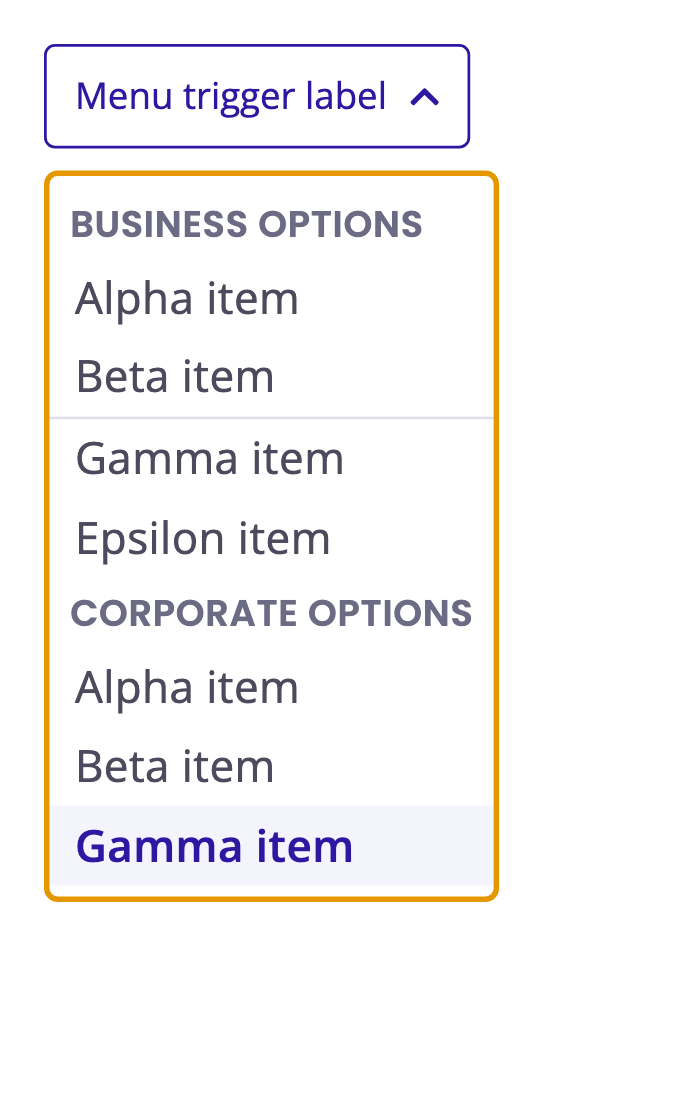 Menu trigger label
BUSINESS OPTIONS
Alpha item
Beta item
Gamma item
Epsilon item
CORPORATE OPTIONS
Alpha item
Beta item
Gamma item